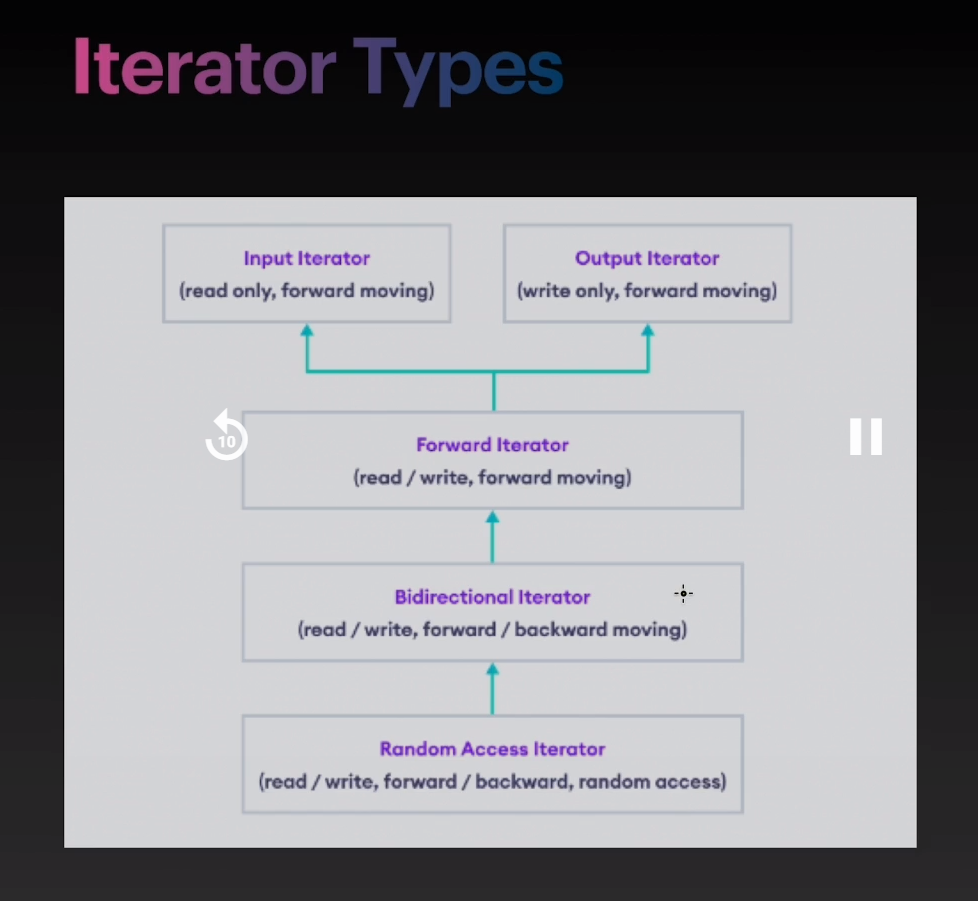 Iterator Types
Input Iterator
(read only, forward moving)
Output Iterator
(write only, forward moving)
Forward Iterator
(read / write, forward moving)
10
Bidirectional Iterator
(read / write, forward / backward moving)
Random Access Iterator
(read / write, forward / backward, random access)